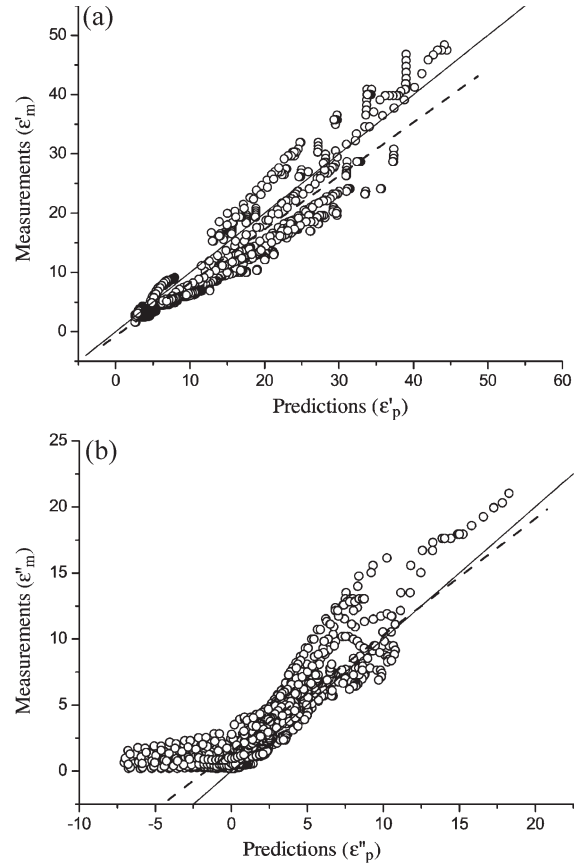 (a)
50
40
30
20
10
0
Measurements (ε'm)
0 10 20 30 40 50 60
Predictions (ε'p)
(b)
25
20
15
10
5
0
Measurements (ε''m)
-10 -5 0 5 10 15 20
Predictions (ε''p)